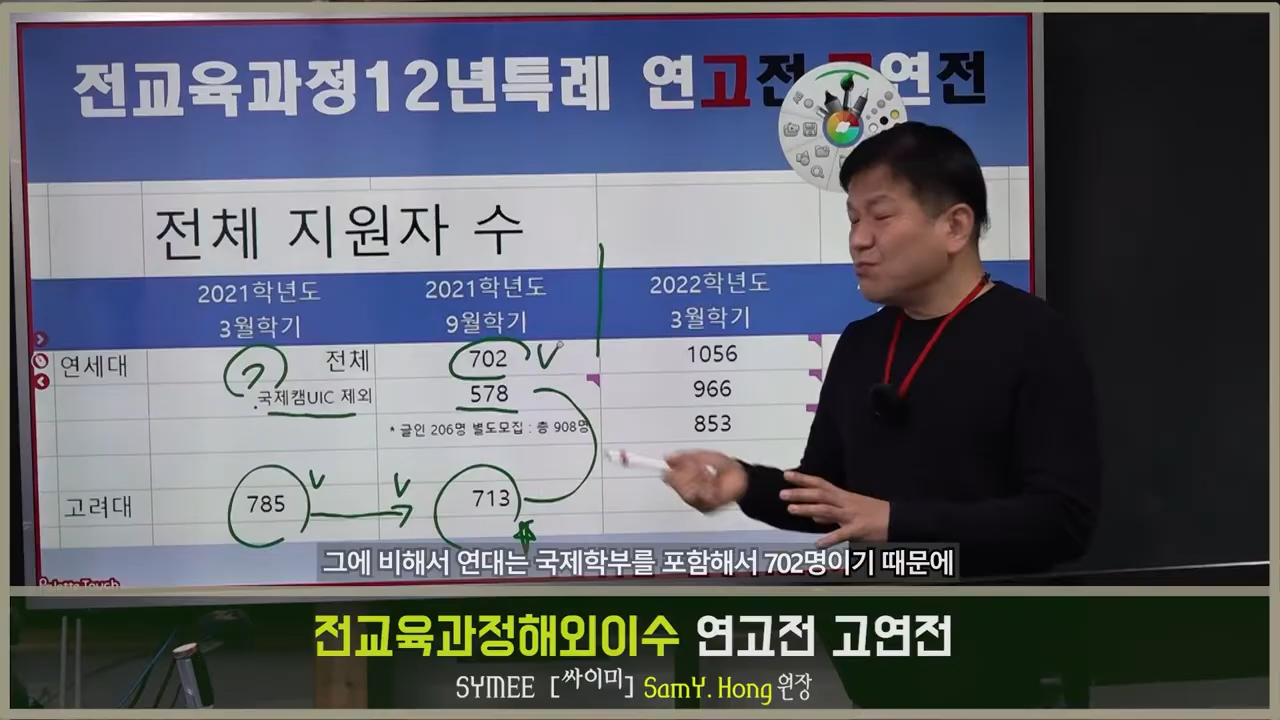 전교육과정12년특례 연고전 고연전
전체 지원자 수
2021학년도 3월학기
2021학년도 9월학기
2022학년도 3월학기
연세대 ? 전체 702 V 1056
국제캠UIC 제외 578 966
* 글인 206명 별도모집 : 총 908명 853
고려대 785 V V 713
그에 비해서 연대는 국제학부를 포함해서 702명이기 때문에
Palette Touch
전교육과정해외이수 연고전 고연전
SYMEE [싸이미] SamY. Hong 원장